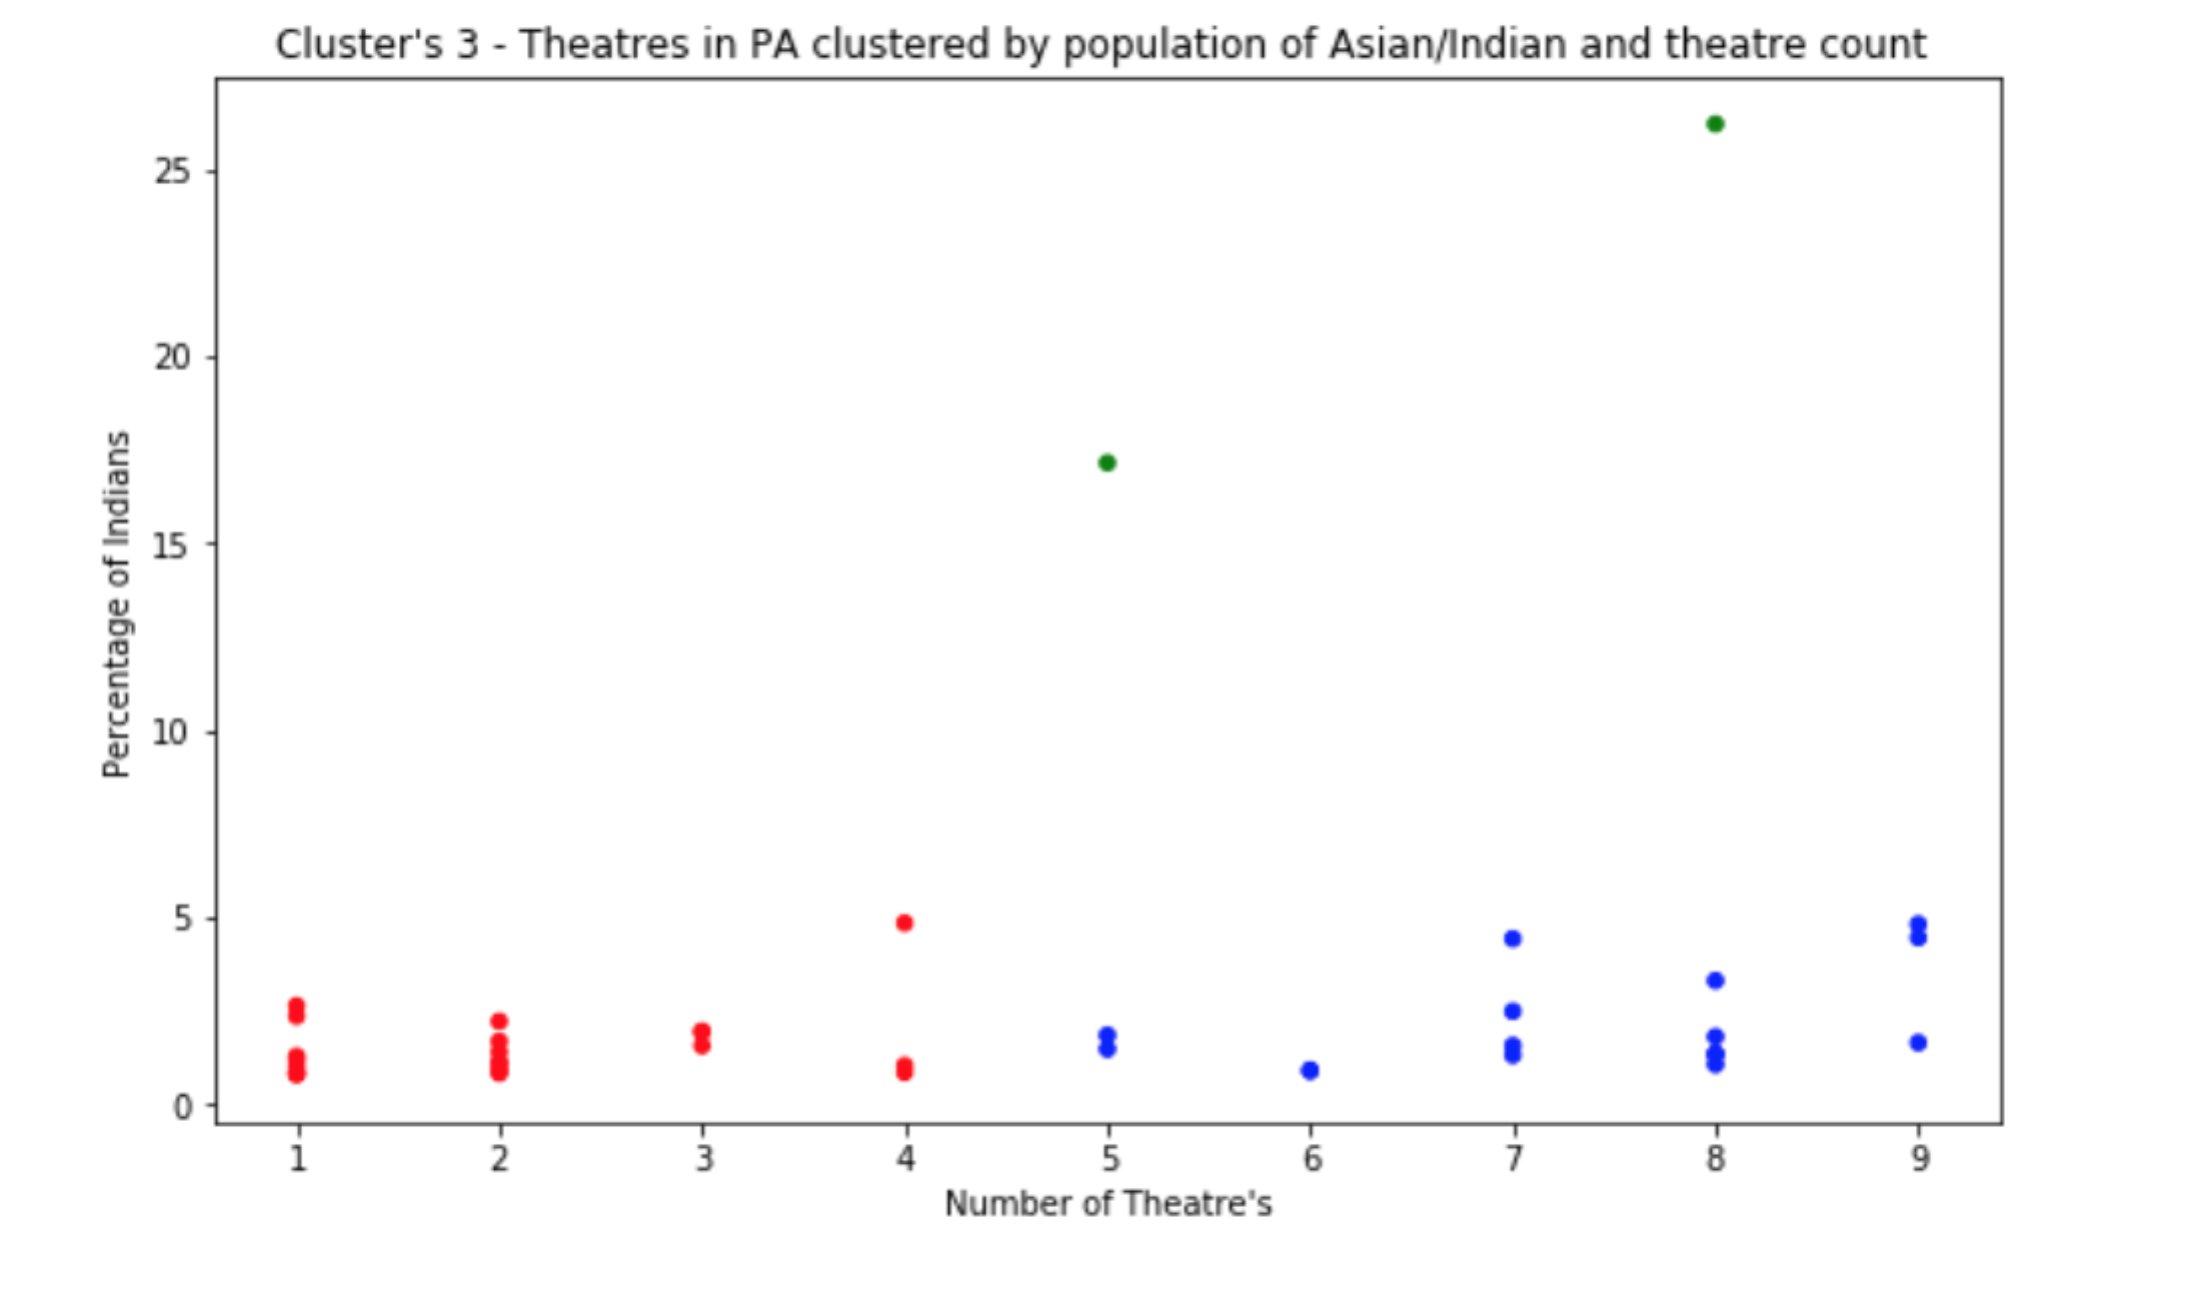 Cluster's 3 - Theatres in PA clustered by population of Asian/Indian and theatre count
25
20
15
10
5
0
Percentage of Indians
1 2 3 4 5 6 7 8 9
Number of Theatre's